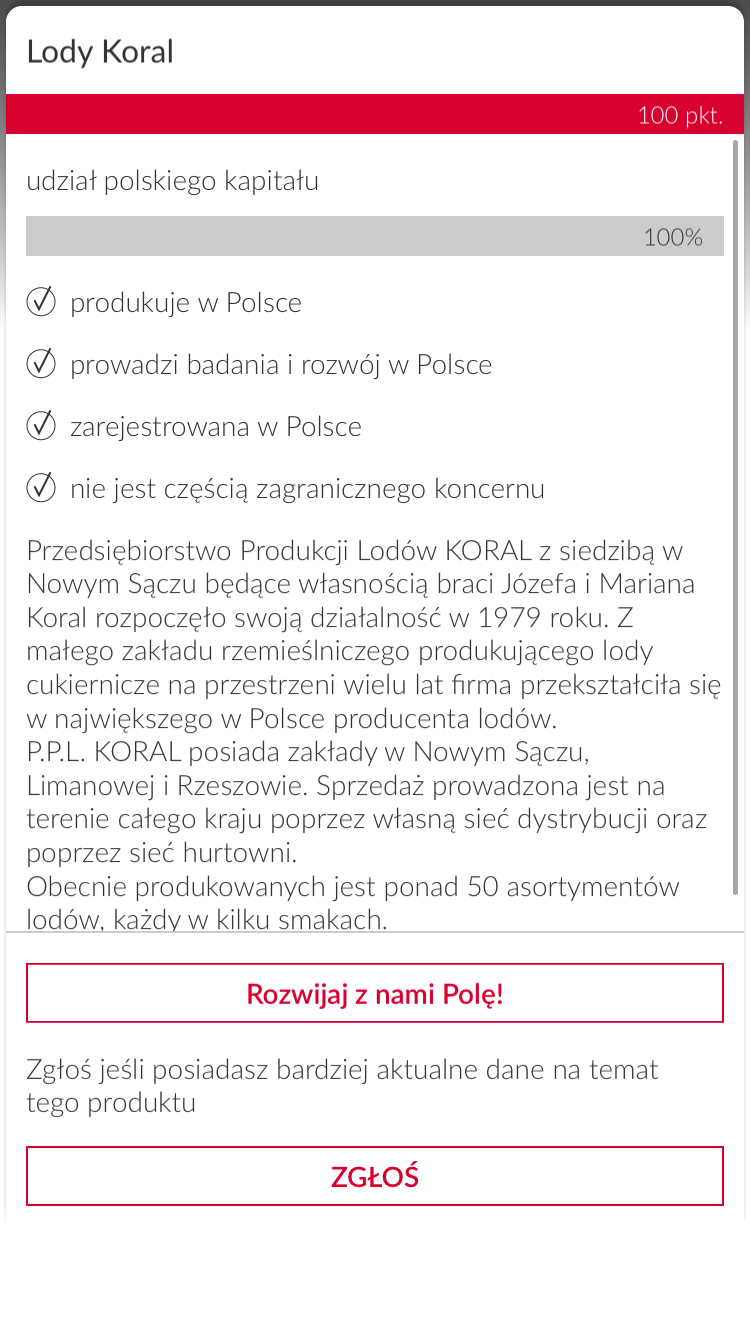 Lody Koral
100 pkt.
udział polskiego kapitału
100%
produkuje w Polsce
prowadzi badania i rozwój w Polsce
zarejestrowana w Polsce
nie jest częścią zagranicznego koncernu
Przedsiębiorstwo Produkcji Lodów KORAL z siedzibą w
Nowym Sączu będące własnością braci Józefa i Mariana
Koral rozpoczęło swoją działalność w 1979 roku. Z
małego zakładu rzemieślniczego produkującego lody
cukiernicze na przestrzeni wielu lat firma przekształciła się
w największego w Polsce producenta lodów.
P.P.L. KORAL posiada zakłady w Nowym Sączu,
Limanowej i Rzeszowie. Sprzedaż prowadzona jest na
terenie całego kraju poprzez własną sieć dystrybucji oraz
poprzez sieć hurtowni.
Obecnie produkowanych jest ponad 50 asortymentów
lodów, każdy w kilku smakach.
Rozwijaj z nami Polę!
Zgłoś jeśli posiadasz bardziej aktualne dane na temat
tego produktu
ZGŁOŚ